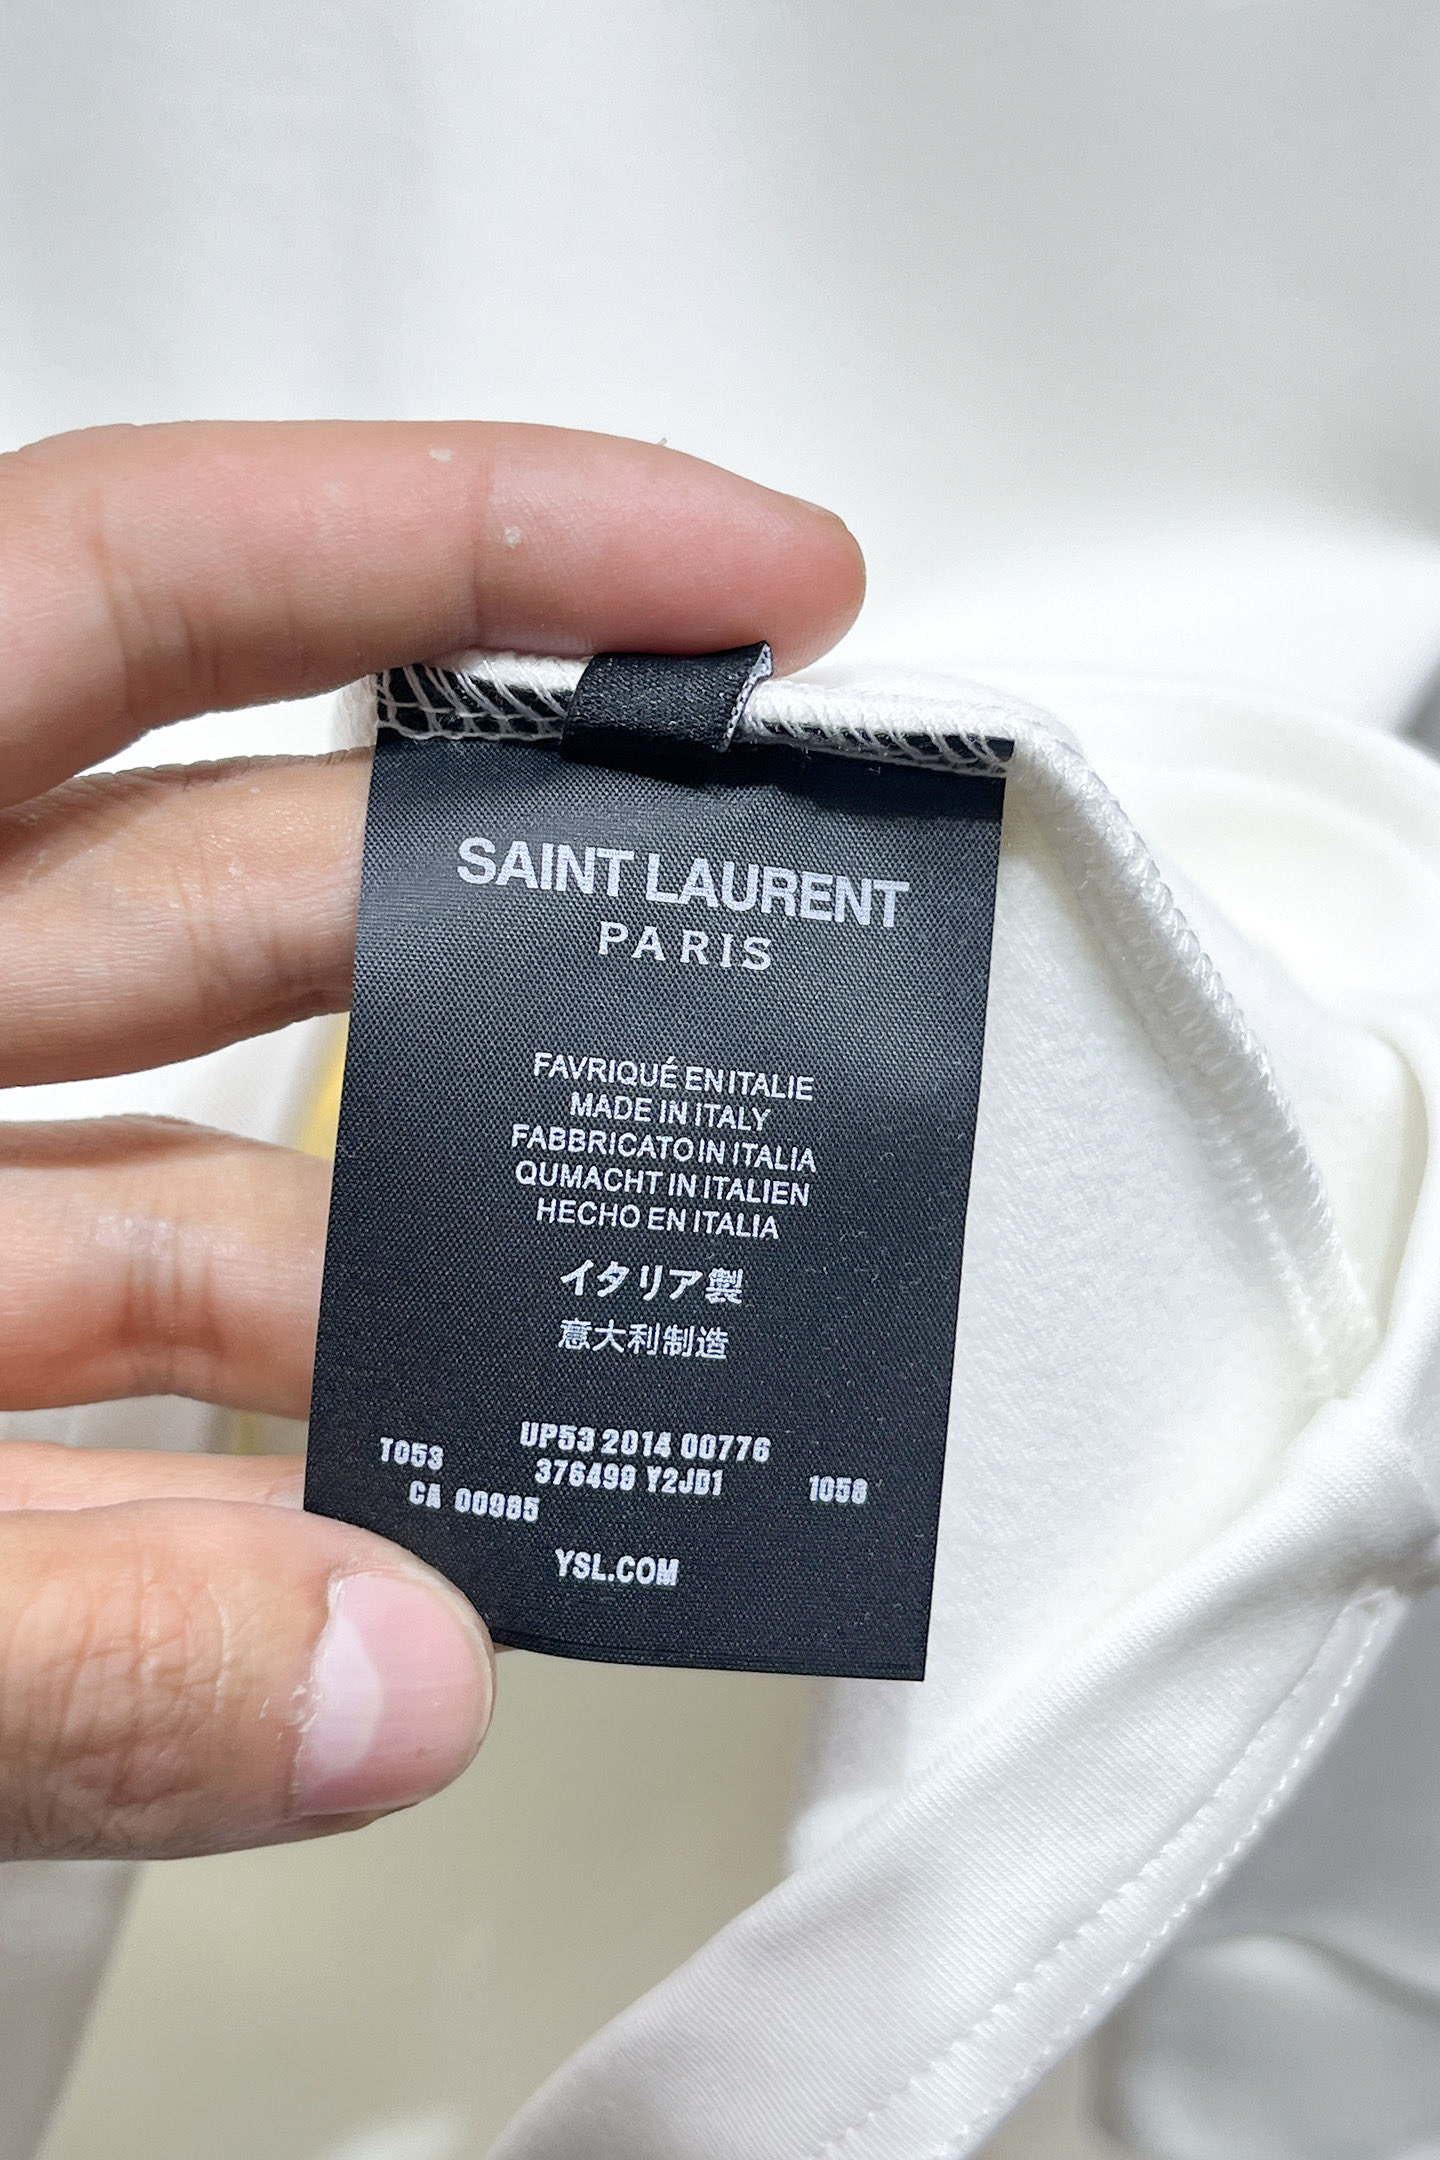 SAINT LAURENT
PARIS
FAVRIQUÉ EN ITALIE
MADE IN ITALY
FABBRICATO IN ITALIA
QUMACHT IN ITALIEN
HECHO EN ITALIA
イタリア製
意大利制造
UP53 2014 00776
T053 376499 Y2JD1 1058
CA 00985
YSL.COM